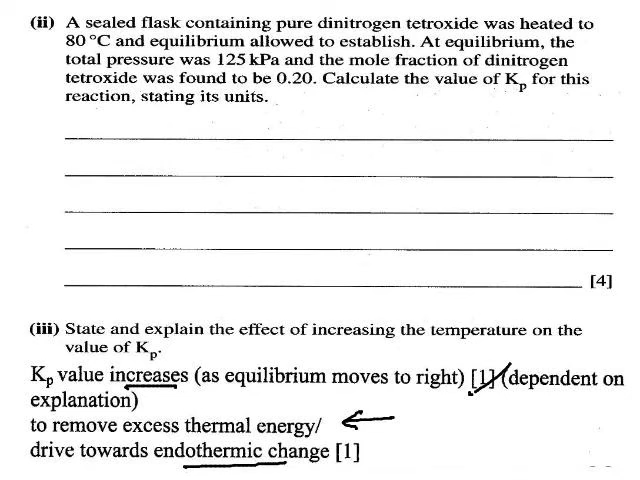 (ii) A sealed flask containing pure dinitrogen tetroxide was heated to
80 °C and equilibrium allowed to establish. At equilibrium, the
total pressure was 125 kPa and the mole fraction of dinitrogen
tetroxide was found to be 0.20. Calculate the value of Kp for this
reaction, stating its units.
[4]
(iii) State and explain the effect of increasing the temperature on the
value of Kp.
Kp value increases (as equilibrium moves to right) [1] (dependent on
explanation)
to remove excess thermal energy/
drive towards endothermic change [1]